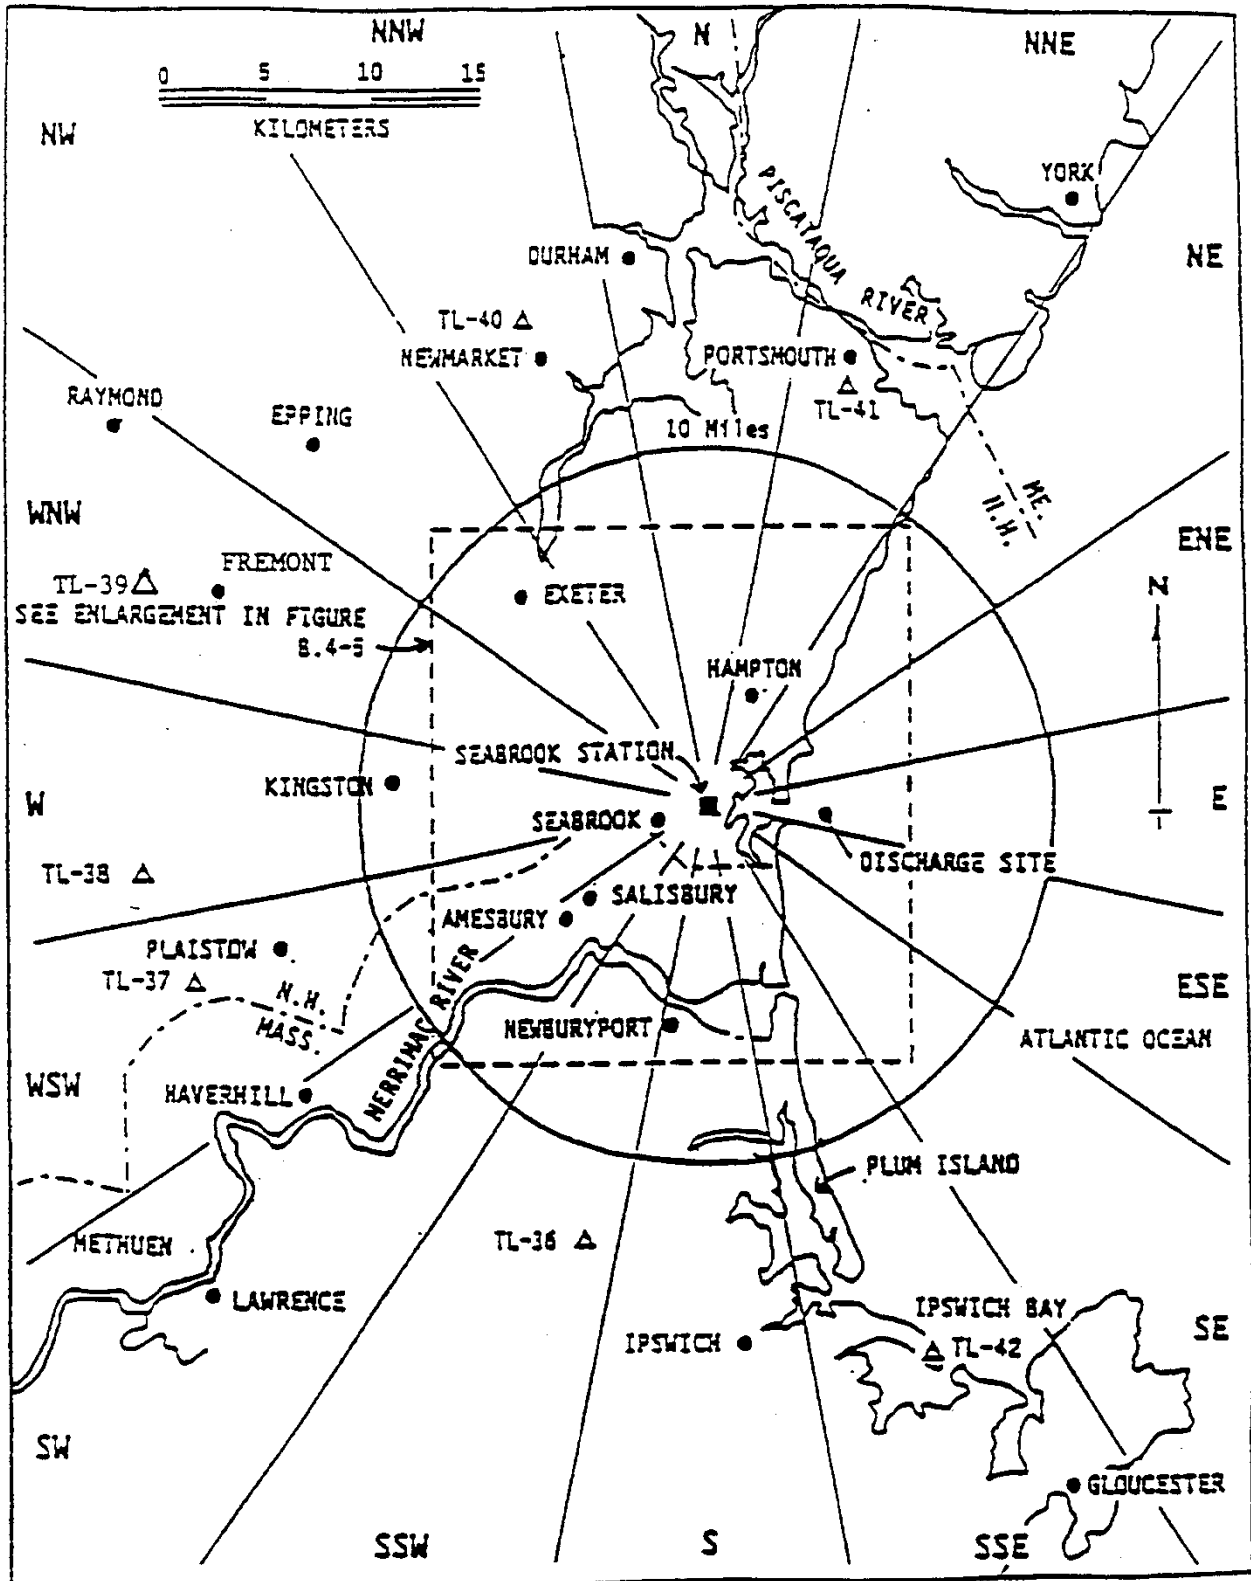 NNW
N
NNE
0 5 10 15
KILOMETERS
NW
YORK
PISCATAQUA
RIVER
DURHAM
NE
TL-40
NEWMARKET
PORTSMOUTH
TL-41
RAYMOND
EPPING
10 Miles
ME.
N.H.
WNW
ENE
FREMONT
TL-39
N
SEE ENLARGEMENT IN FIGURE
B.4-5
EXETER
HAMPTON
SEABROOK STATION
KINGSTON
W
E
SEABROOK
DISCHARGE SITE
TL-38
SALISBURY
AMESBURY
PLAISTOW
TL-37
N.H.
MASS.
MERRIMAC RIVER
ESE
NEWBURYPORT
ATLANTIC OCEAN
WSW
HAVERHILL
PLUM ISLAND
METHUEN
TL-36
LAWRENCE
IPSWICH BAY
IPSWICH
TL-42
SE
SW
GLOUCESTER
SSW
S
SSE